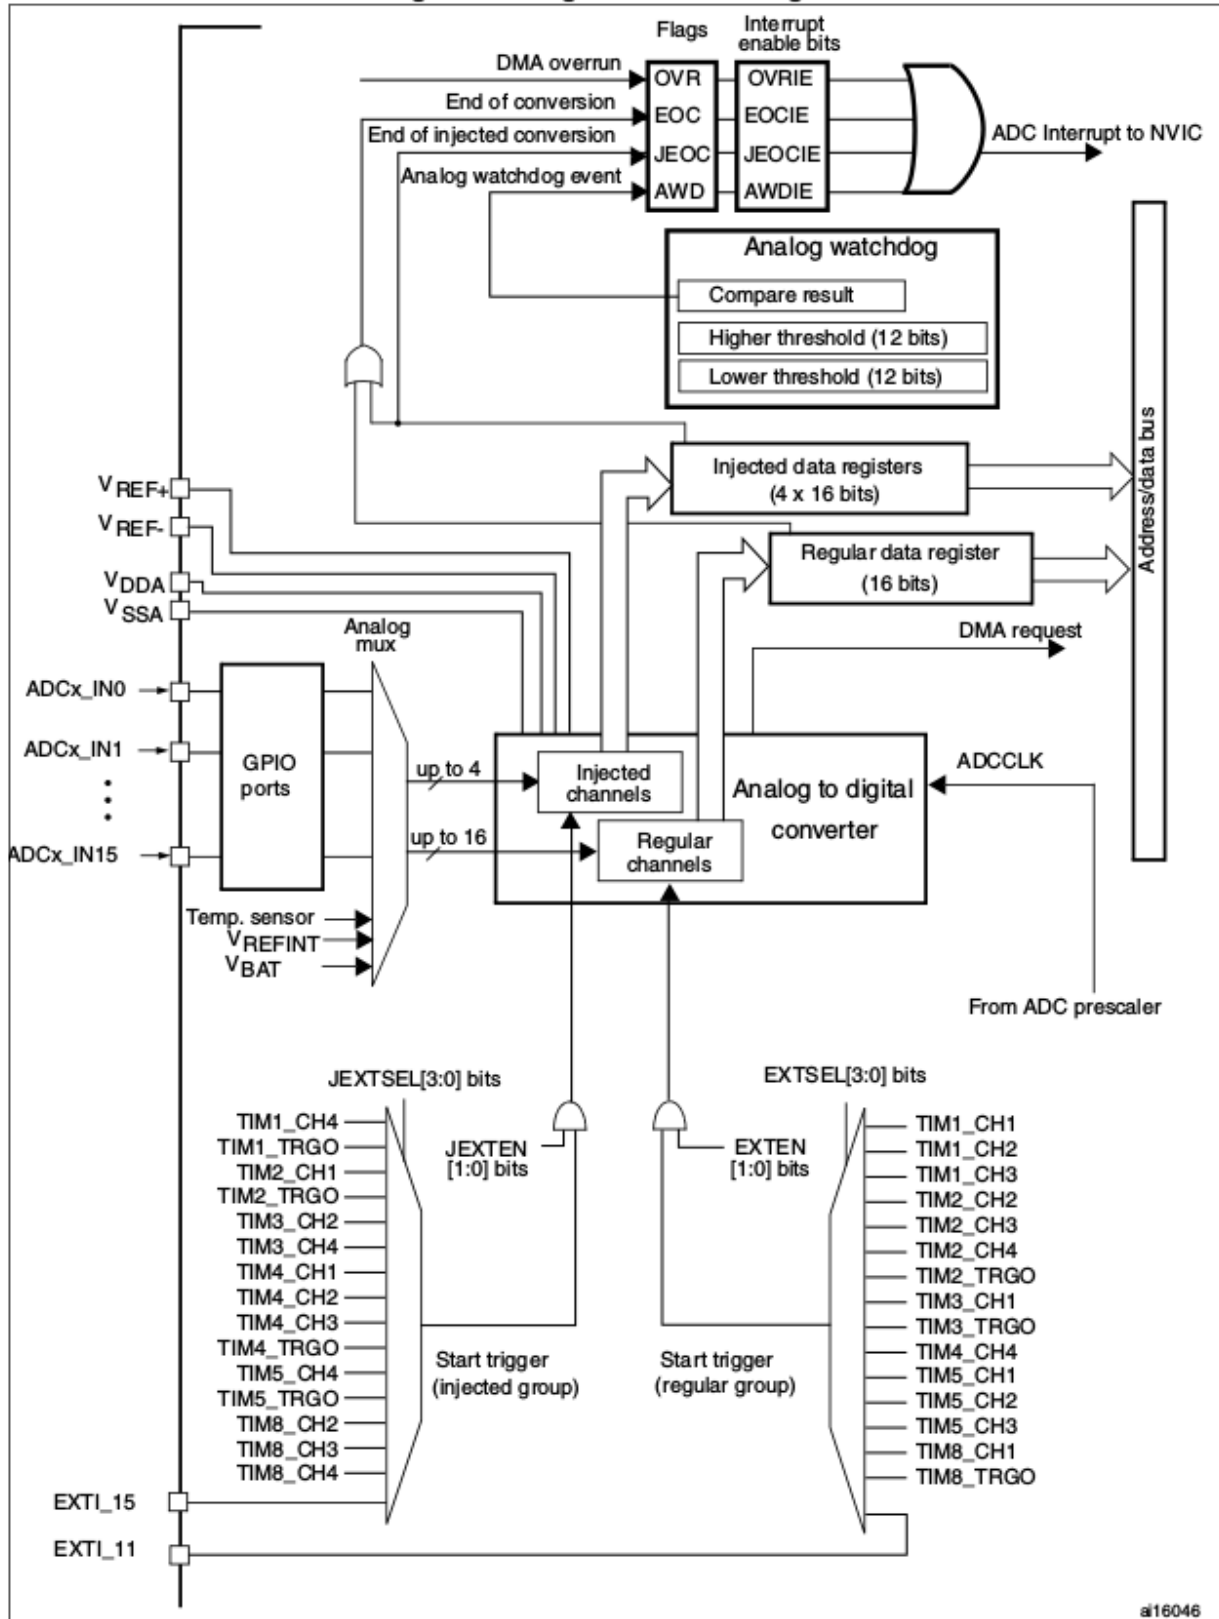 Flags
Interrupt
enable bits
DMA overrun
OVR
OVRIE
End of conversion
EOC
EOCIE
End of injected conversion
JEOC
JEOCIE
ADC Interrupt to NVIC
Analog watchdog event
AWD
AWDIE
Analog watchdog
Compare result
Higher threshold (12 bits)
Lower threshold (12 bits)
Address/data bus
Injected data registers
(4 x 16 bits)
Regular data register
(16 bits)
VREF+
VREF-
VDDA
VSSA
DMA request
Analog
mux
ADCx_IN0
ADCx_IN1
ADCx_IN15
GPIO
ports
up to 4
up to 16
Injected
channels
Regular
channels
Analog to digital
converter
ADCCLK
Temp. sensor
VREFINT
VBAT
From ADC prescaler
JEXTSEL[3:0] bits
EXTSEL[3:0] bits
TIM1_CH4
TIM1_TRGO
TIM2_CH1
TIM2_TRGO
TIM3_CH2
TIM3_CH4
TIM4_CH1
TIM4_CH2
TIM4_CH3
TIM4_TRGO
TIM5_CH4
TIM5_TRGO
TIM8_CH2
TIM8_CH3
TIM8_CH4
JEXTEN
[1:0] bits
EXTEN
[1:0] bits
Start trigger
(injected group)
Start trigger
(regular group)
TIM1_CH1
TIM1_CH2
TIM1_CH3
TIM2_CH2
TIM2_CH3
TIM2_CH4
TIM2_TRGO
TIM3_CH1
TIM3_TRGO
TIM4_CH4
TIM5_CH1
TIM5_CH2
TIM5_CH3
TIM8_CH1
TIM8_TRGO
EXTI_15
EXTI_11
ai16046